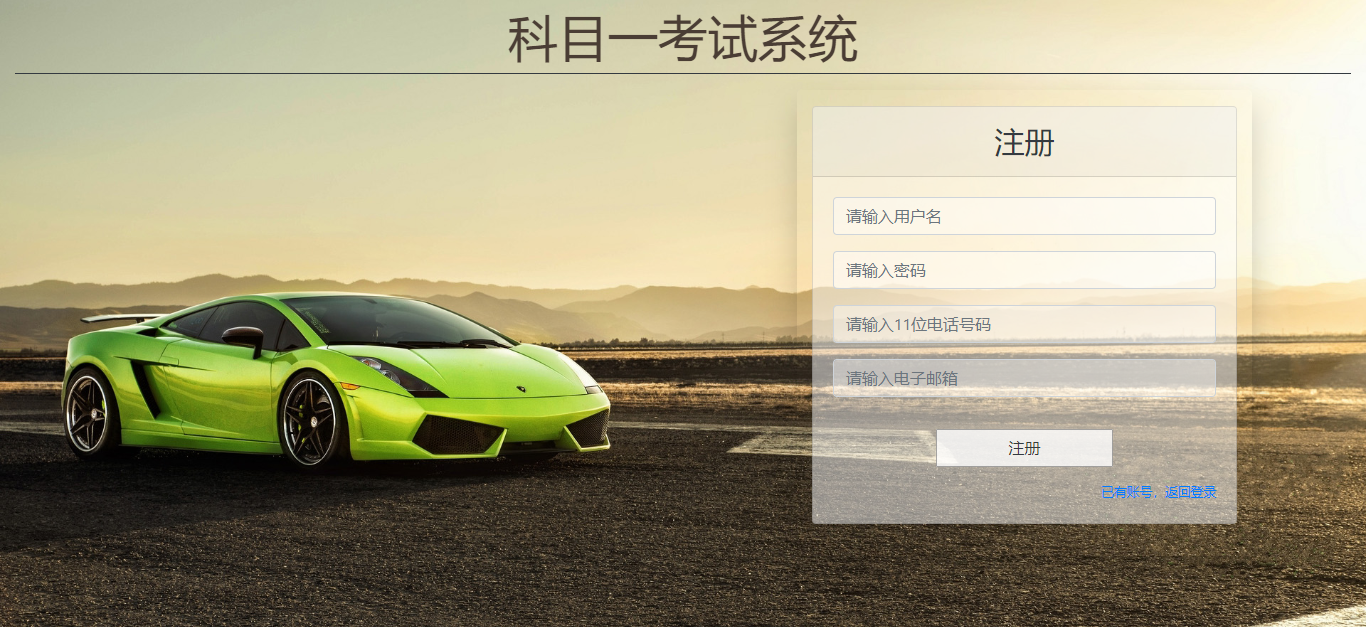 科目一考试系统
注册
请输入用户名
请输入密码
请输入11位电话号码
请输入电子邮箱
注册
已有账号，返回登录